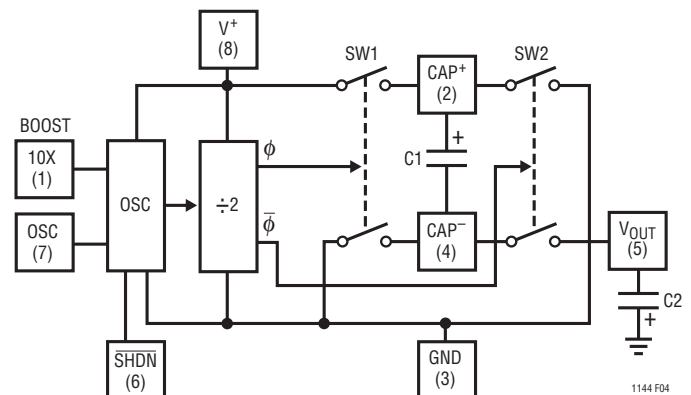 V+
(8)
SW1
SW2
CAP+
(2)
BOOST
10X
(1)
OSC
÷2
ϕ
+
C1
OSC
(7)
ϕ̅
CAP−
(4)
VOUT
(5)
C2
+
S̅H̅D̅N̅
(6)
GND
(3)
1144 F04